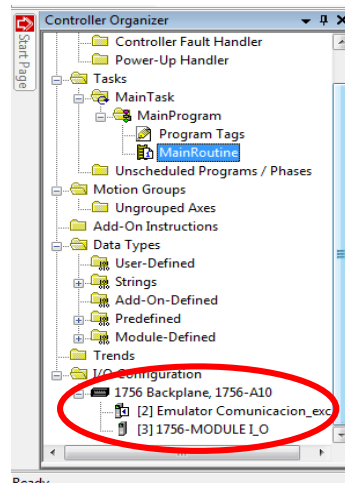 Controller Organizer
Start Page
Controller Fault Handler
Power-Up Handler
Tasks
MainTask
MainProgram
Program Tags
MainRoutine
Unscheduled Programs / Phases
Motion Groups
Ungrouped Axes
Add-On Instructions
Data Types
User-Defined
Strings
Add-On-Defined
Predefined
Module-Defined
Trends
I/O Configuration
1756 Backplane, 1756-A10
[2] Emulator Comunicacion_exc
[3] 1756-MODULE I_O
Ready